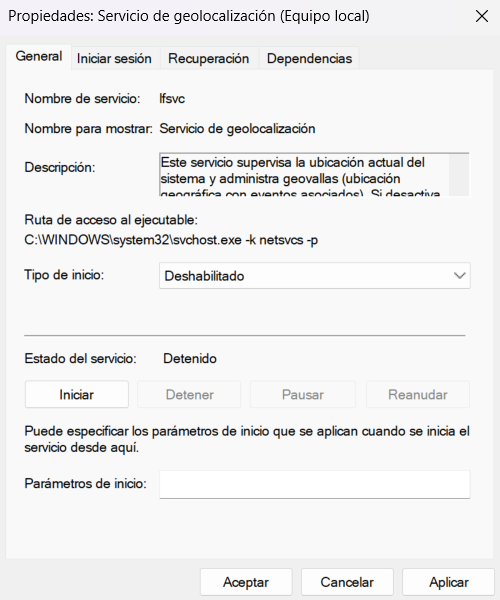 Propiedades: Servicio de geolocalización (Equipo local)
General Iniciar sesión Recuperación Dependencias
Nombre de servicio: lfsvc
Nombre para mostrar: Servicio de geolocalización
Descripción: Este servicio supervisa la ubicación actual del
sistema y administra geovallas (ubicación
geográfica con eventos asociados). Si desactiva
Ruta de acceso al ejecutable:
C:\WINDOWS\system32\svchost.exe -k netsvcs -p
Tipo de inicio: Deshabilitado
Estado del servicio: Detenido
Iniciar Detener Pausar Reanudar
Puede especificar los parámetros de inicio que se aplican cuando se inicia el
servicio desde aquí.
Parámetros de inicio:
Aceptar Cancelar Aplicar